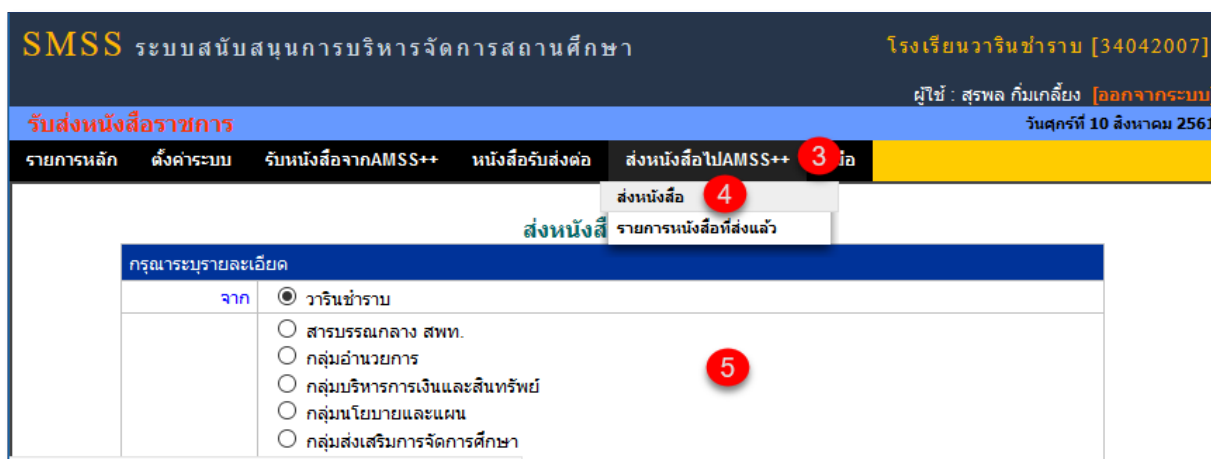 SMSS ระบบสนับสนุนการบริหารจัดการสถานศึกษา
โรงเรียนวารินชำราบ [34042007]
ผู้ใช้ : สุรพล กิ่มเกลี้ยง [ออกจากระบบ
รับส่งหนังสือราชการ
วันศุกร์ที่ 10 สิงหาคม 2561
รายการหลัก ตั้งค่าระบบ รับหนังสือจากAMSS++ หนังสือรับส่งต่อ ส่งหนังสือไปAMSS++ 3 มือ
ส่งหนังสือ 4
รายการหนังสือที่ส่งแล้ว
ส่งหนังสื
กรุณาระบุรายละเอียด
จาก วารินชำราบ
สารบรรณกลาง สพท.
กลุ่มอำนวยการ
กลุ่มบริหารการเงินและสินทรัพย์
5
กลุ่มนโยบายและแผน
กลุ่มส่งเสริมการจัดการศึกษา